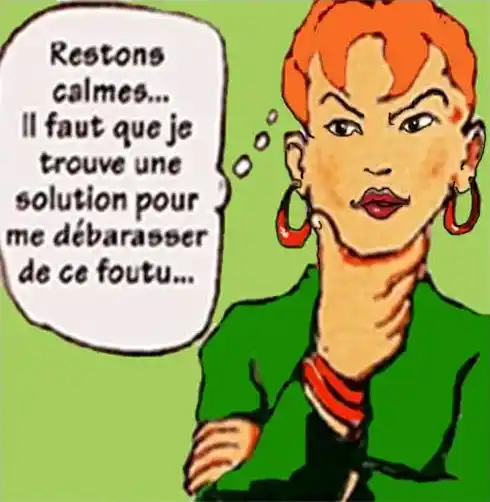 Restons
calmes...
Il faut que je
trouve une
solution pour
me débarasser
de ce foutu...